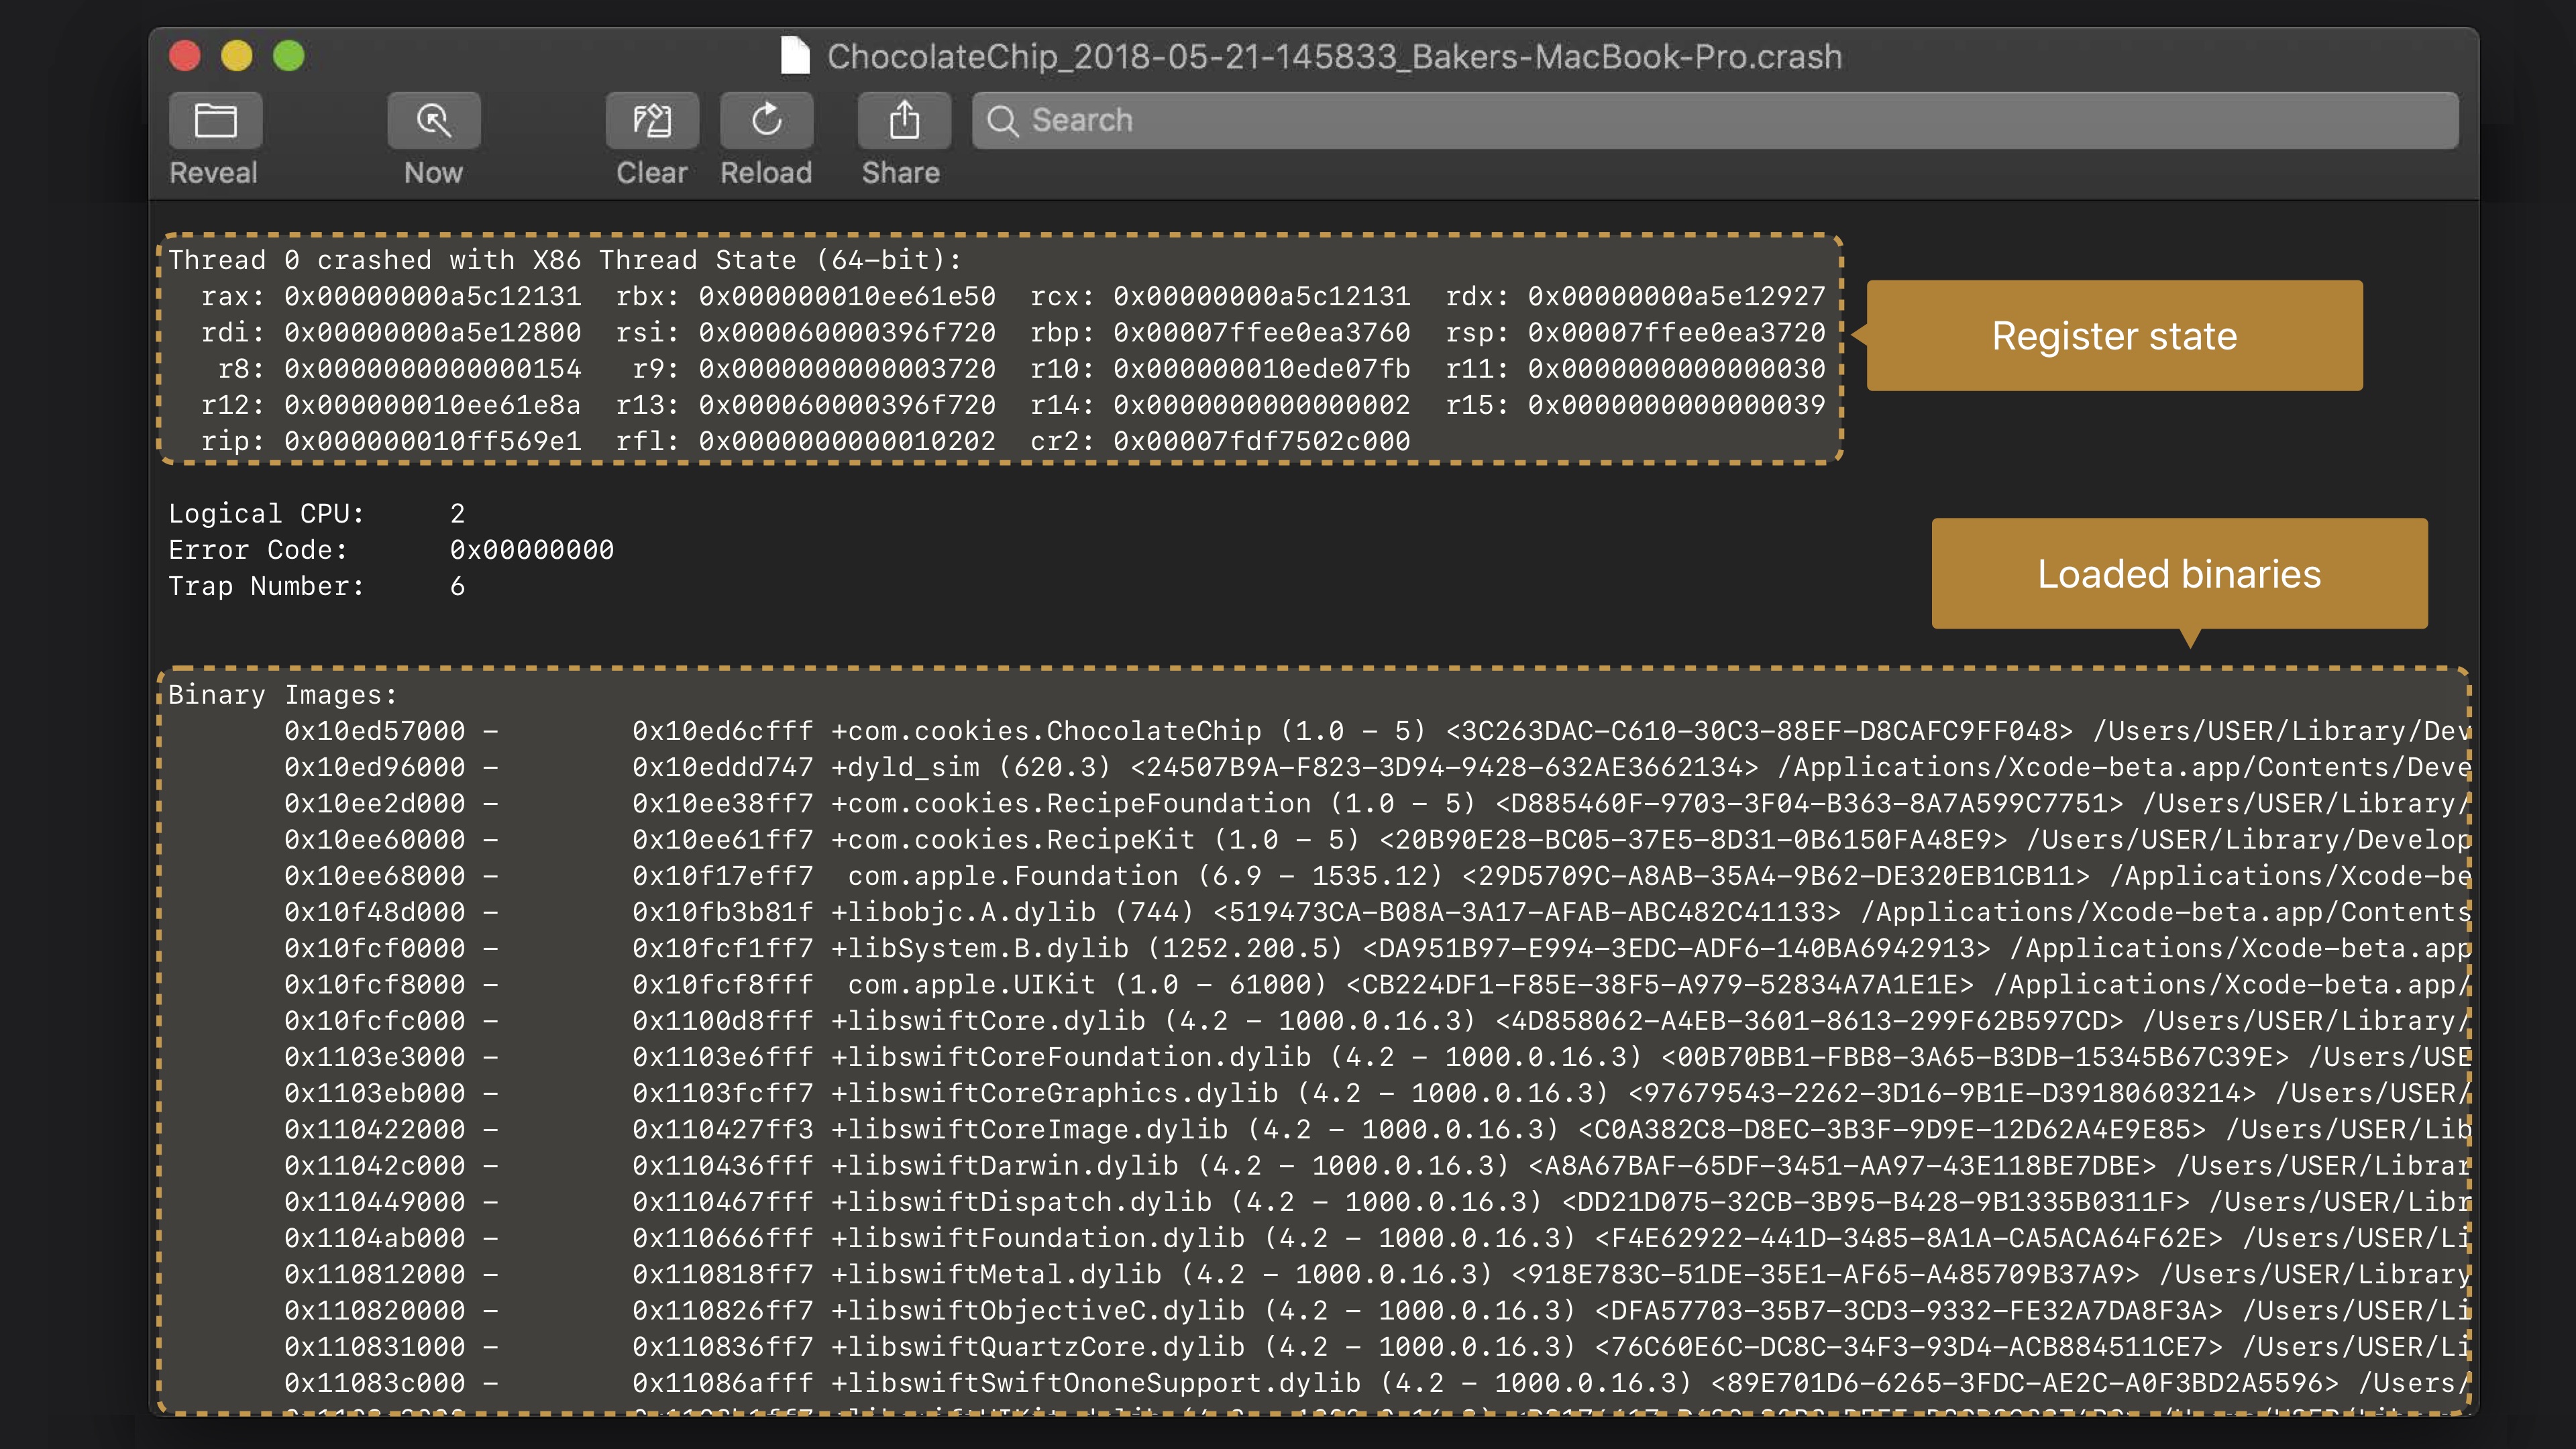 ChocolateChip_2018-05-21-145833_Bakers-MacBook-Pro.crash
Search
Reveal Now Clear Reload Share
Thread 0 crashed with X86 Thread State (64-bit):
rax: 0x00000000a5c12131 rbx: 0x000000010ee61e50 rcx: 0x00000000a5c12131 rdx: 0x00000000a5e12927
rdi: 0x00000000a5e12800 rsi: 0x000060000396f720 rbp: 0x00007ffee0ea3760 rsp: 0x00007ffee0ea3720
r8: 0x0000000000000154 r9: 0x0000000000003720 r10: 0x000000010ede07fb r11: 0x0000000000000030
r12: 0x000000010ee61e8a r13: 0x000060000396f720 r14: 0x0000000000000002 r15: 0x0000000000000039
rip: 0x000000010ff569e1 rfl: 0x0000000000010202 cr2: 0x00007fdf7502c000
Register state
Logical CPU: 2
Error Code: 0x00000000
Trap Number: 6
Loaded binaries
Binary Images:
0x10ed57000 - 0x10ed6cfff +com.cookies.ChocolateChip (1.0 - 5) <3C263DAC-C610-30C3-88EF-D8CAFC9FF048> /Users/USER/Library/Dev
0x10ed96000 - 0x10eddd747 +dyld_sim (620.3) <24507B9A-F823-3D94-9428-632AE3662134> /Applications/Xcode-beta.app/Contents/Deve
0x10ee2d000 - 0x10ee38ff7 +com.cookies.RecipeFoundation (1.0 - 5) <D885460F-9703-3F04-B363-8A7A599C7751> /Users/USER/Library/
0x10ee60000 - 0x10ee61ff7 +com.cookies.RecipeKit (1.0 - 5) <20B90E28-BC05-37E5-8D31-0B6150FA48E9> /Users/USER/Library/Develop
0x10ee68000 - 0x10f17eff7 com.apple.Foundation (6.9 - 1535.12) <29D5709C-A8AB-35A4-9B62-DE320EB1CB11> /Applications/Xcode-be
0x10f48d000 - 0x10fb3b81f +libobjc.A.dylib (744) <519473CA-B08A-3A17-AFAB-ABC482C41133> /Applications/Xcode-beta.app/Contents
0x10fcf0000 - 0x10fcf1ff7 +libSystem.B.dylib (1252.200.5) <DA951B97-E994-3EDC-ADF6-140BA6942913> /Applications/Xcode-beta.app
0x10fcf8000 - 0x10fcf8fff com.apple.UIKit (1.0 - 61000) <CB224DF1-F85E-38F5-A979-52834A7A1E1E> /Applications/Xcode-beta.app/
0x10fcfc000 - 0x1100d8fff +libswiftCore.dylib (4.2 - 1000.0.16.3) <4D858062-A4EB-3601-8613-299F62B597CD> /Users/USER/Library/
0x1103e3000 - 0x1103e6fff +libswiftCoreFoundation.dylib (4.2 - 1000.0.16.3) <00B70BB1-FBB8-3A65-B3DB-15345B67C39E> /Users/USE
0x1103eb000 - 0x1103fcff7 +libswiftCoreGraphics.dylib (4.2 - 1000.0.16.3) <97679543-2262-3D16-9B1E-D39180603214> /Users/USER/
0x110422000 - 0x110427ff3 +libswiftCoreImage.dylib (4.2 - 1000.0.16.3) <C0A382C8-D8EC-3B3F-9D9E-12D62A4E9E85> /Users/USER/Lib
0x11042c000 - 0x110436fff +libswiftDarwin.dylib (4.2 - 1000.0.16.3) <A8A67BAF-65DF-3451-AA97-43E118BE7DBE> /Users/USER/Librar
0x110449000 - 0x110467fff +libswiftDispatch.dylib (4.2 - 1000.0.16.3) <DD21D075-32CB-3B95-B428-9B1335B0311F> /Users/USER/Libr
0x1104ab000 - 0x110666fff +libswiftFoundation.dylib (4.2 - 1000.0.16.3) <F4E62922-441D-3485-8A1A-CA5ACA64F62E> /Users/USER/Li
0x110812000 - 0x110818ff7 +libswiftMetal.dylib (4.2 - 1000.0.16.3) <918E783C-51DE-35E1-AF65-A485709B37A9> /Users/USER/Library
0x110820000 - 0x110826ff7 +libswiftObjectiveC.dylib (4.2 - 1000.0.16.3) <DFA57703-35B7-3CD3-9332-FE32A7DA8F3A> /Users/USER/Li
0x110831000 - 0x110836ff7 +libswiftQuartzCore.dylib (4.2 - 1000.0.16.3) <76C60E6C-DC8C-34F3-93D4-ACB884511CE7> /Users/USER/Li
0x11083c000 - 0x11086afff +libswiftSwiftOnoneSupport.dylib (4.2 - 1000.0.16.3) <89E701D6-6265-3FDC-AE2C-A0F3BD2A5596> /Users/